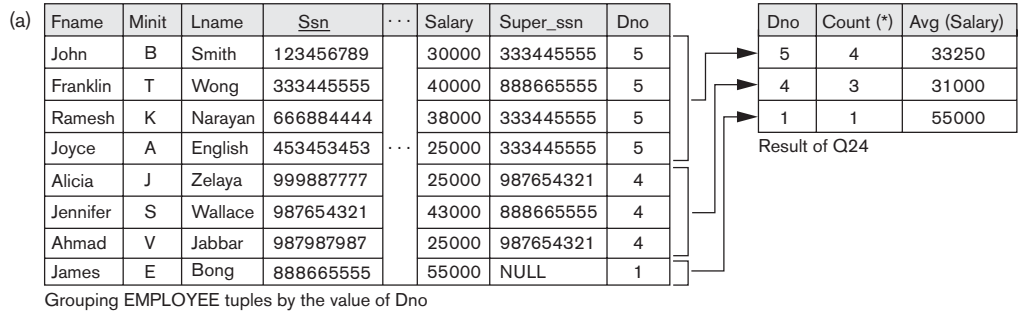 (a)
Fname Minit Lname Ssn · · · Salary Super_ssn Dno
John B Smith 123456789 30000 333445555 5
Franklin T Wong 333445555 40000 888665555 5
Ramesh K Narayan 666884444 38000 333445555 5
Joyce A English 453453453 · · · 25000 333445555 5
Alicia J Zelaya 999887777 25000 987654321 4
Jennifer S Wallace 987654321 43000 888665555 4
Ahmad V Jabbar 987987987 25000 987654321 4
James E Bong 888665555 55000 NULL 1
Grouping EMPLOYEE tuples by the value of Dno
Dno Count (*) Avg (Salary)
5 4 33250
4 3 31000
1 1 55000
Result of Q24